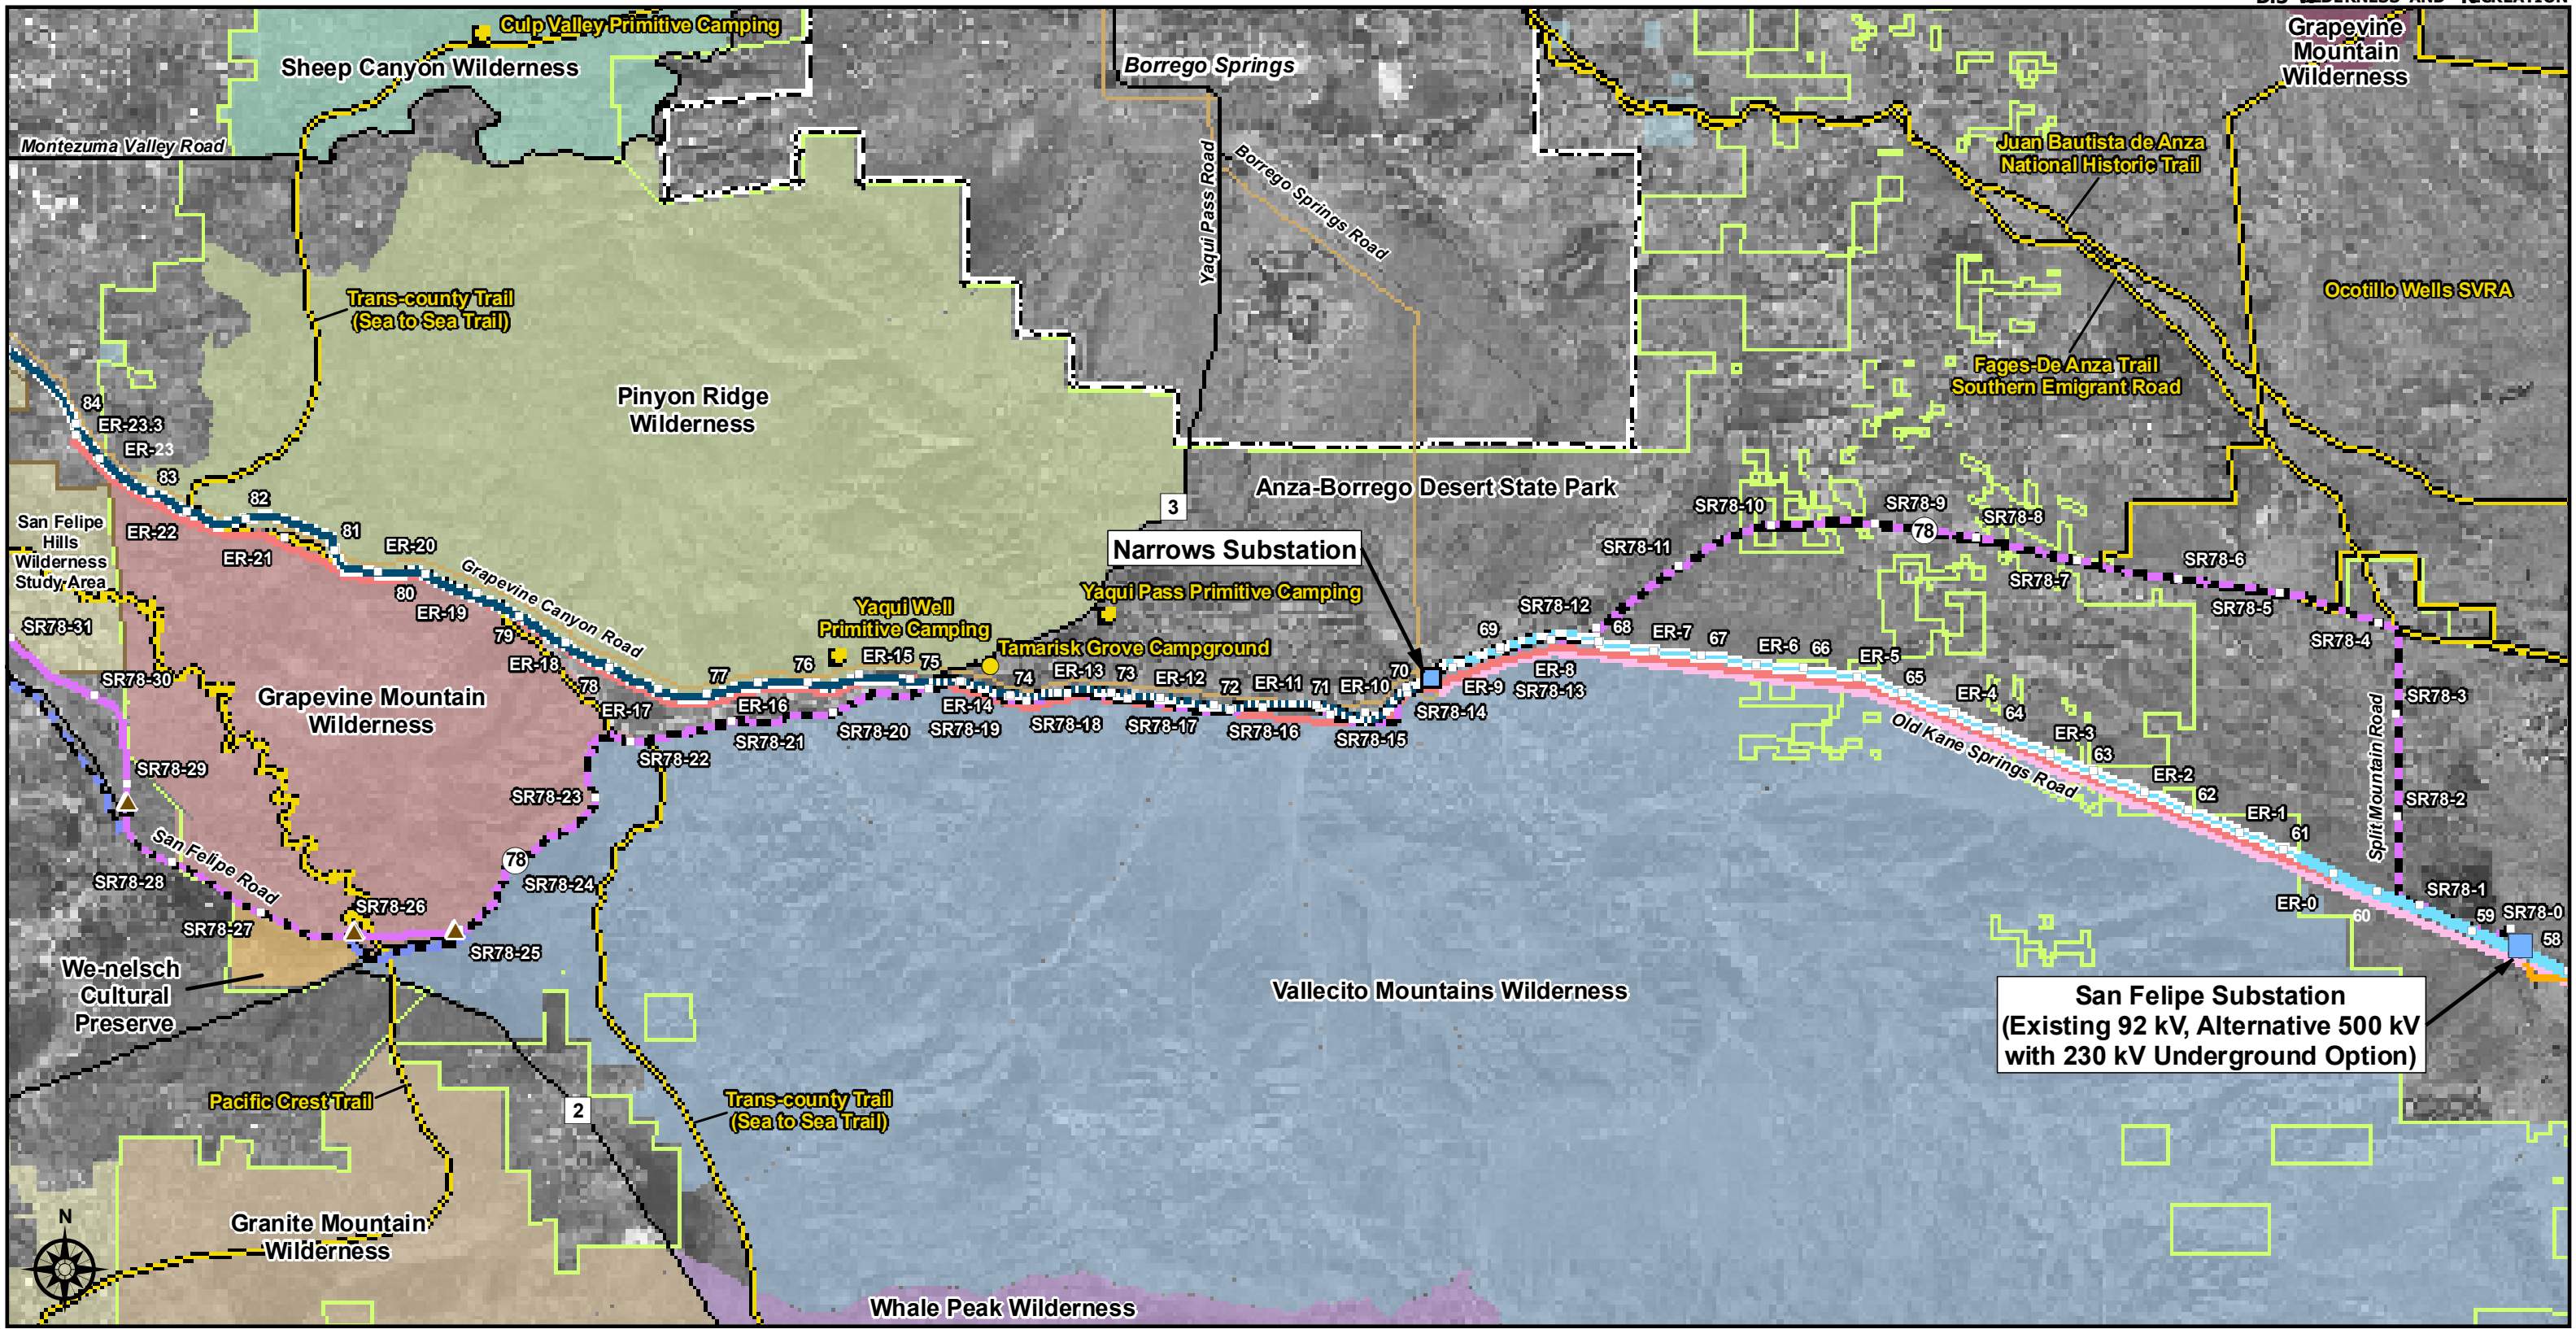 Culp Valley Primitive Camping
Sheep Canyon Wilderness
Borrego Springs
Grapevine
Mountain
Wilderness
Montezuma Valley Road
Yaqui Pass Road
Borrego Springs Road
Juan Bautista de Anza
National Historic Trail
Trans-county Trail
(Sea to Sea Trail)
Ocotillo Wells SVRA
Fages-De Anza Trail
Southern Emigrant Road
Pinyon Ridge
Wilderness
84
ER-23.3
ER-23
83
82
81
ER-22
ER-21
ER-20
80
ER-19
79
ER-18
78
ER-17
Grapevine Canyon Road
San Felipe
Hills
Wilderness
Study Area
3
Anza-Borrego Desert State Park
Narrows Substation
Yaqui Pass Primitive Camping
Yaqui Well
Primitive Camping
Tamarisk Grove Campground
SR78-10
SR78-9
78
SR78-8
SR78-11
SR78-7
SR78-6
SR78-5
SR78-4
SR78-12
69
68
ER-7
67
ER-6
66
ER-5
65
ER-4
64
ER-3
63
ER-2
62
ER-1
61
ER-0
60
77
76
ER-15
75
74
ER-13
73
ER-12
72
ER-11
71
ER-10
70
ER-9
ER-8
SR78-13
ER-16
ER-14
SR78-14
SR78-15
SR78-16
SR78-17
SR78-18
SR78-19
SR78-20
SR78-21
SR78-22
SR78-31
SR78-30
Grapevine Mountain
Wilderness
SR78-29
SR78-23
Old Kane Springs Road
Split Mountain Road
SR78-3
SR78-2
SR78-1
59
SR78-0
58
San Felipe Road
78
SR78-28
SR78-24
SR78-26
SR78-27
SR78-25
We-nelsch
Cultural
Preserve
Vallecito Mountains Wilderness
San Felipe Substation
(Existing 92 kV, Alternative 500 kV
with 230 kV Underground Option)
Pacific Crest Trail
2
Trans-county Trail
(Sea to Sea Trail)
N
Granite Mountain
Wilderness
Whale Peak Wilderness